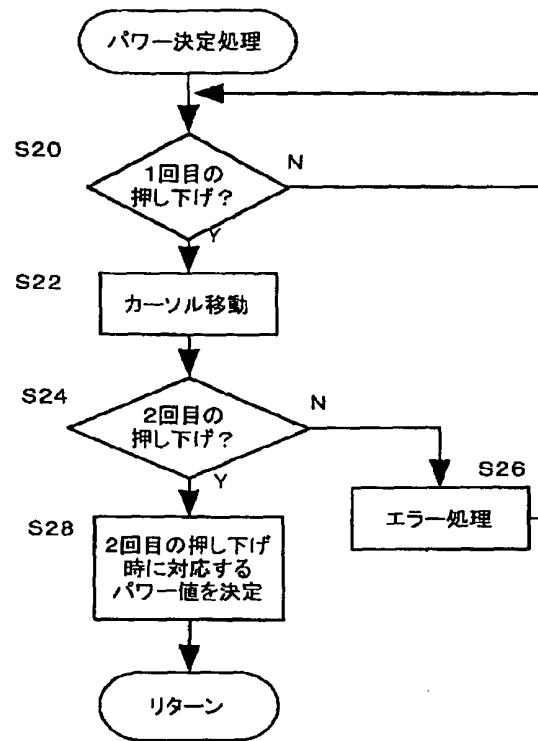 パワー決定処理
S20
1回目の
押し下げ？
N
Y
S22
カーソル移動
S24
2回目の
押し下げ？
N
Y
S26
エラー処理
S28
2回目の押し下げ
時に対応する
パワー値を決定
リターン